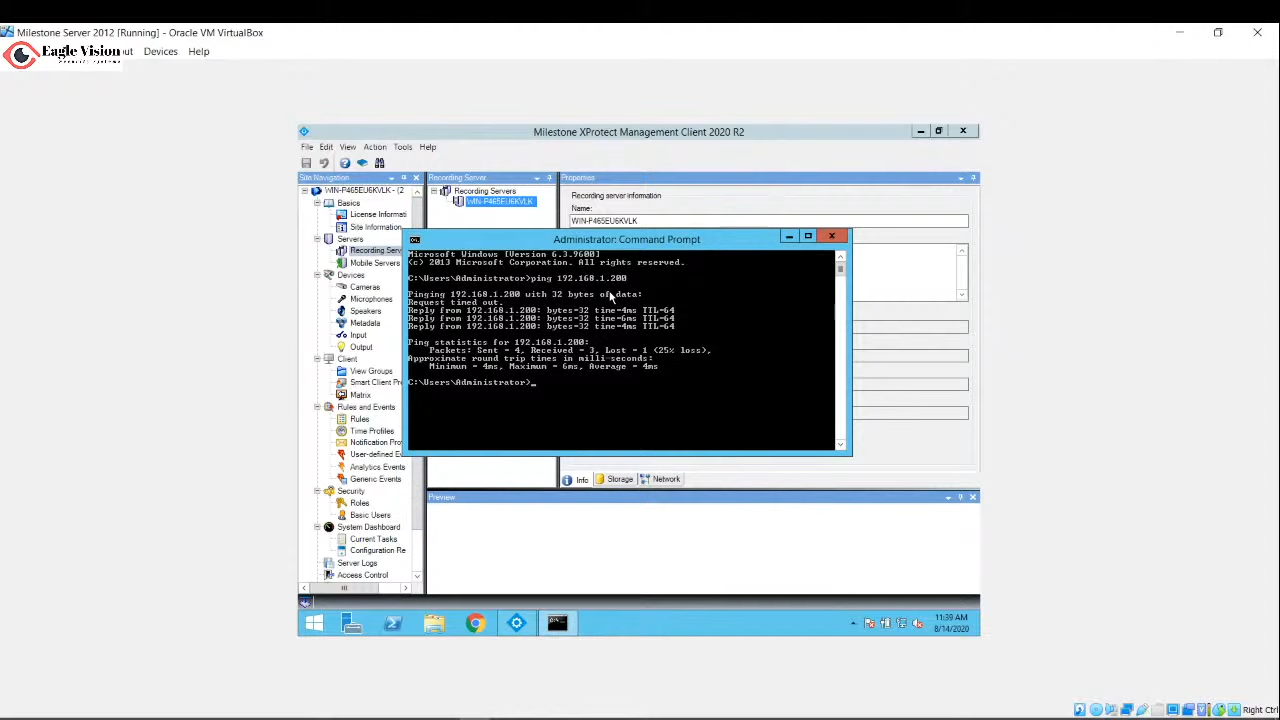 Milestone Server 2012 [Running] - Oracle VM VirtualBox
Eagle Vision
out Devices Help
Milestone XProtect Management Client 2020 R2
File Edit View Action Tools Help
Site Navigation
WIN-P465EU6KVLK - (2
Basics
License Informati
Site Information
Servers
Recording Serv
Mobile Servers
Devices
Cameras
Microphones
Speakers
Metadata
Input
Output
Client
View Groups
Smart Client Pr
Matrix
Rules and Events
Rules
Time Profiles
Notification Pro
User-defined Ev
Analytics Events
Generic Events
Security
Roles
Basic Users
System Dashboard
Current Tasks
Configuration Re
Server Logs
Access Control
Recording Server
Recording Servers
WIN-P465EU6KVLK
Properties
Recording server information
Name:
WIN-P465EU6KVLK
Administrator: Command Prompt
Microsoft Windows [Version 6.3.9600]
(c) 2013 Microsoft Corporation. All rights reserved.
C:\Users\Administrator>ping 192.168.1.200
Pinging 192.168.1.200 with 32 bytes of data:
Request timed out.
Reply from 192.168.1.200: bytes=32 time=4ms TTL=64
Reply from 192.168.1.200: bytes=32 time=6ms TTL=64
Reply from 192.168.1.200: bytes=32 time=4ms TTL=64
Ping statistics for 192.168.1.200:
Packets: Sent = 4, Received = 3, Lost = 1 (25% loss),
Approximate round trip times in milli-seconds:
Minimum = 4ms, Maximum = 6ms, Average = 4ms
C:\Users\Administrator>_
Info Storage Network
Preview
11:39 AM
8/14/2020
Right Ctrl